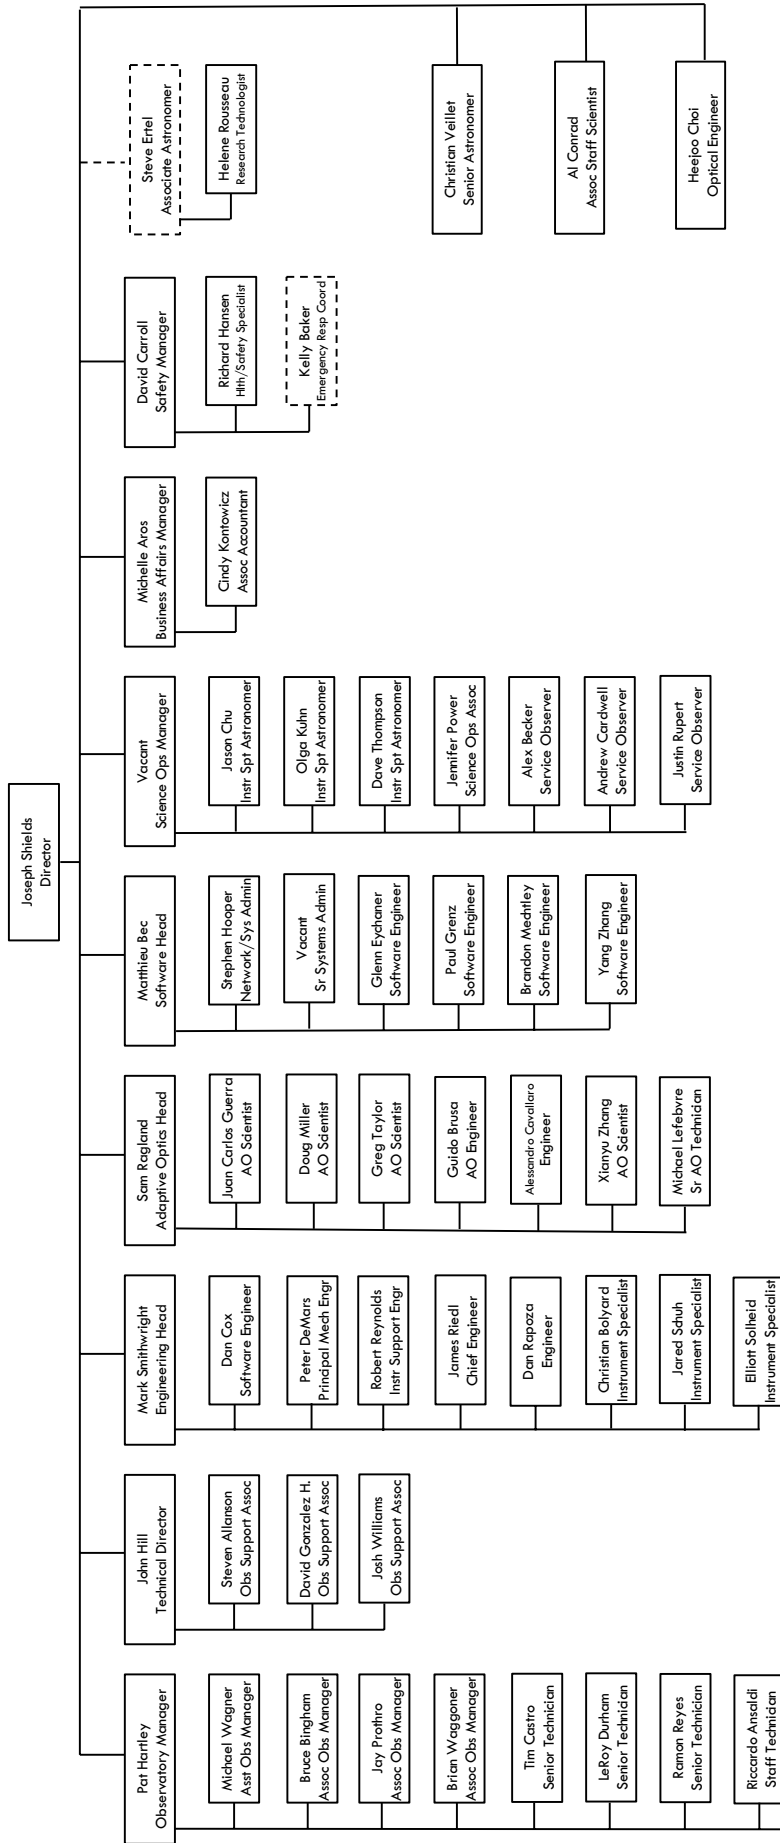 Joseph Shields
Director
Pat Hartley
Observatory Manager
Michael Wagner
Asst Obs Manager
Bruce Bingham
Assoc Obs Manager
Jay Prothro
Assoc Obs Manager
Brian Waggoner
Assoc Obs Manager
Tim Castro
Senior Technician
LeRoy Durham
Senior Technician
Ramon Reyes
Senior Technician
Riccardo Ansaldi
Staff Technician
John Hill
Technical Director
Steven Allanson
Obs Support Assoc
David Gonzalez H.
Obs Support Assoc
Josh Williams
Obs Support Assoc
Mark Smithwright
Engineering Head
Dan Cox
Software Engineer
Peter DeMars
Principal Mech Engr
Robert Reynolds
Instr Support Engr
James Riedl
Chief Engineer
Dan Rapoza
Engineer
Christian Bolyard
Instrument Specialist
Jared Schuh
Instrument Specialist
Elliott Solheid
Instrument Specialist
Sam Ragland
Adaptive Optics Head
Juan Carlos Guerra
AO Scientist
Doug Miller
AO Scientist
Greg Taylor
AO Scientist
Guido Brusa
AO Engineer
Alessandro Cavallaro
Engineer
Xianyu Zhang
AO Scientist
Michael Lefebvre
Sr AO Technician
Matthieu Bec
Software Head
Stephen Hooper
Network/Sys Admin
Vacant
Sr Systems Admin
Glenn Eychaner
Software Engineer
Paul Grenz
Software Engineer
Brandon Mechtley
Software Engineer
Yang Zhang
Software Engineer
Vacant
Science Ops Manager
Jason Chu
Instr Spt Astronomer
Olga Kuhn
Instr Spt Astronomer
Dave Thompson
Instr Spt Astronomer
Jennifer Power
Science Ops Assoc
Alex Becker
Service Observer
Andrew Cardwell
Service Observer
Justin Rupert
Service Observer
Michelle Aros
Business Affairs Manager
Cindy Kontowicz
Assoc Accountant
David Carroll
Safety Manager
Richard Hansen
Hlth/Safety Specialist
Kelly Baker
Emergency Resp Coord
Steve Ertel
Associate Astronomer
Helene Rousseau
Research Technologist
Christian Veillet
Senior Astronomer
Al Conrad
Assoc Staff Scientist
Heejoo Choi
Optical Engineer